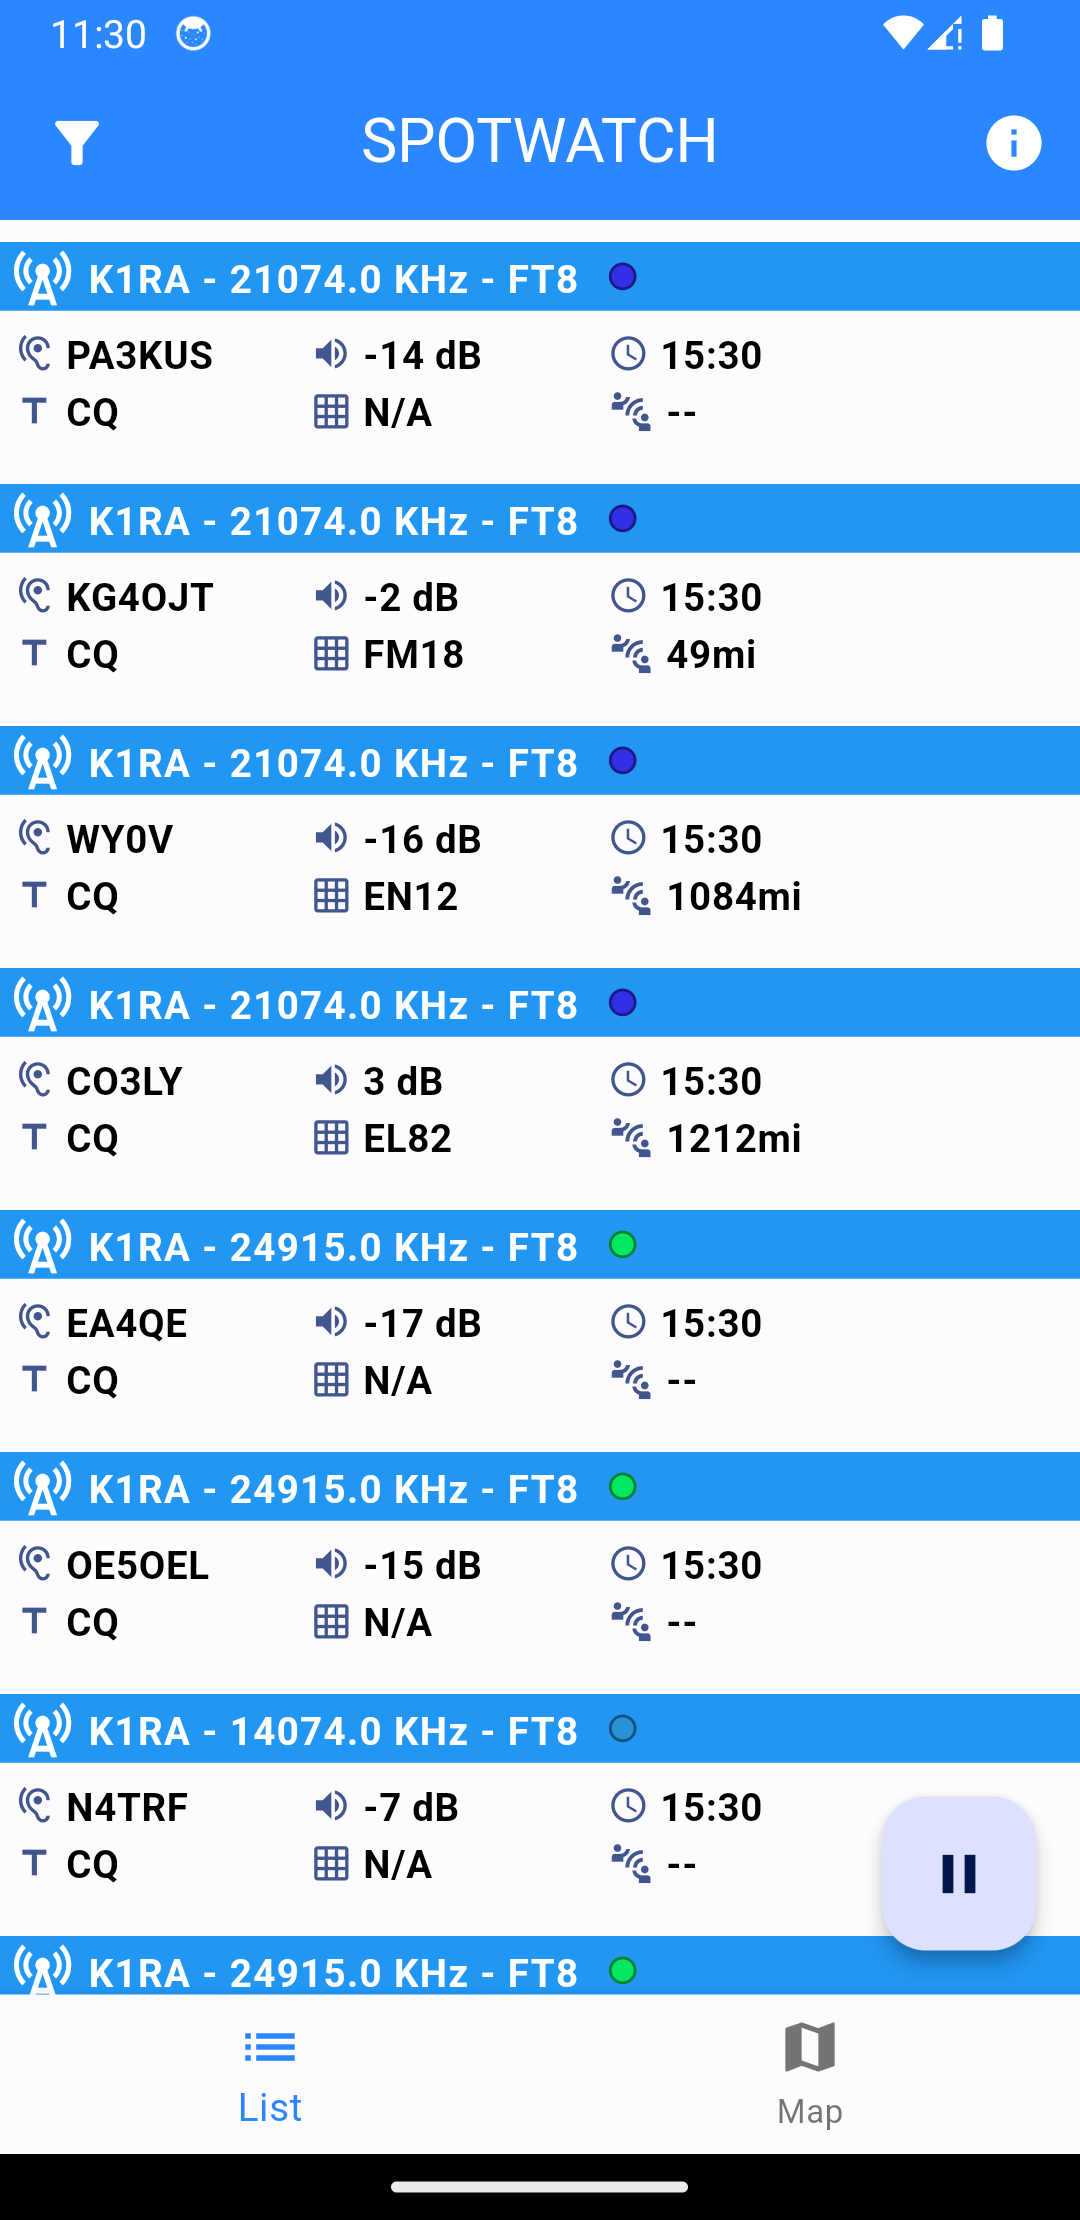 11:30
SPOTWATCH
K1RA - 21074.0 KHz - FT8
PA3KUS -14 dB 15:30
CQ N/A --
K1RA - 21074.0 KHz - FT8
KG4OJT -2 dB 15:30
CQ FM18 49mi
K1RA - 21074.0 KHz - FT8
WY0V -16 dB 15:30
CQ EN12 1084mi
K1RA - 21074.0 KHz - FT8
CO3LY 3 dB 15:30
CQ EL82 1212mi
K1RA - 24915.0 KHz - FT8
EA4QE -17 dB 15:30
CQ N/A --
K1RA - 24915.0 KHz - FT8
OE5OEL -15 dB 15:30
CQ N/A --
K1RA - 14074.0 KHz - FT8
N4TRF -7 dB 15:30
CQ N/A --
K1RA - 24915.0 KHz - FT8
List Map